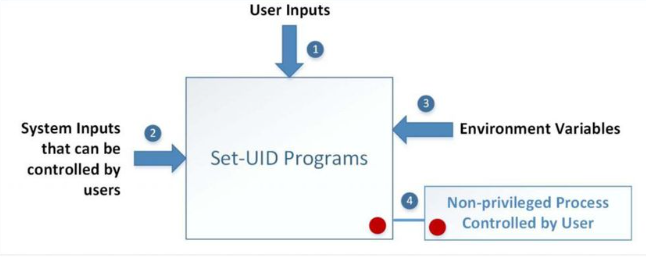 User Inputs
1
System Inputs
that can be
controlled by
users
2
Set-UID Programs
3
Environment Variables
4
Non-privileged Process
Controlled by User